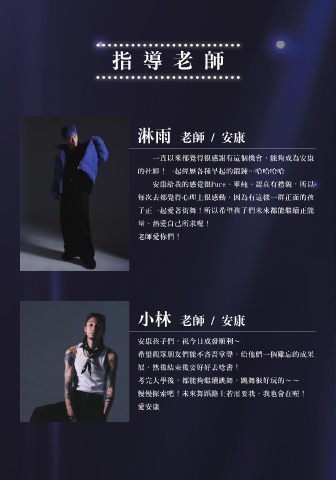 指導老師
淋雨 老師 / 安康
一直以來都覺得很感謝有這個機會,能夠成為安康
的社師!一起經歷各種早起的鍛鍊⋯哈哈哈哈
安康給我的感覺很Pure、單純、認真有禮貌,所以
每次去都覺得心理上很感動,因為有這樣一群正面的孩
子正一起愛著街舞!所以希望孩子們未來都能繼續正能
量,熱愛自己所求喔!
老師愛你們!
小林 老師 / 安康
安康孩子們,祝今日成發順利~
希望觀眾朋友們能不吝嗇掌聲,給他們一個難忘的成果
展,然後結束後要好好去唸書!
考完大學後,都能夠繼續跳舞,跳舞很好玩的~~
慢慢探索吧!未來舞蹈路上若需要我,我也會在呢!
愛安康